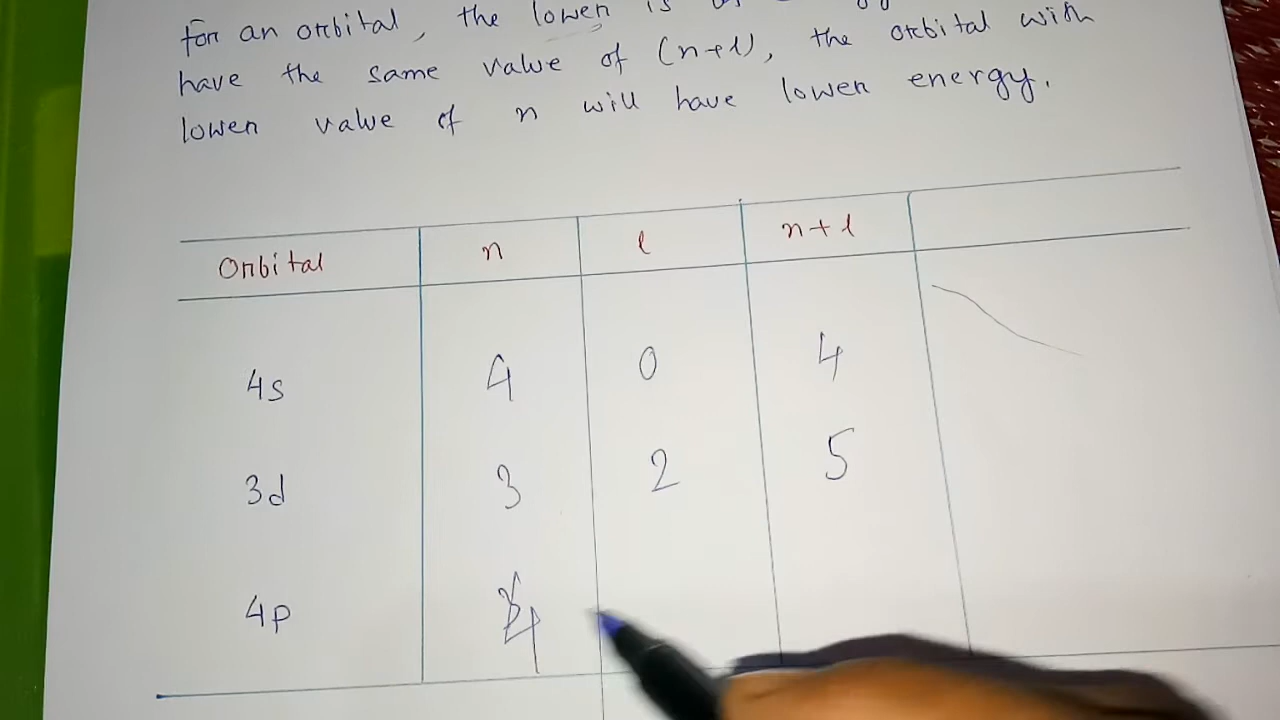 for an orbital, the lower is
have the same value of (n+l), the orbital with
lower value of n will have lower energy.
Orbital n l n+l
4s 4 0 4
3d 3 2 5
4p 4